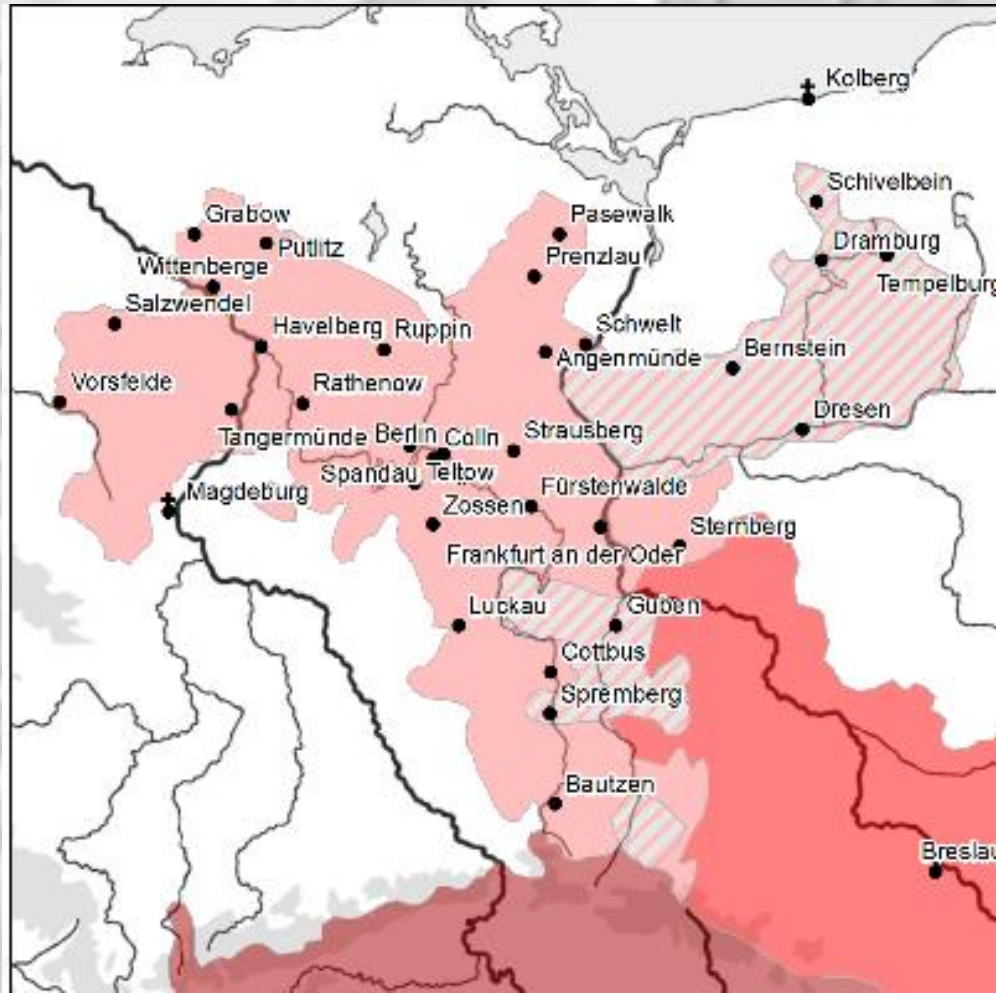 Kolberg
Schivelbein
Grabow
Pasewalk
Putlitz
Dramburg
Prenzlau
Wittenberge
Tempelburg
Salzwendel
Havelberg
Ruppin
Schwelt
Angenmünde
Bernstein
Vorsfelde
Rathenow
Dresen
Tangermünde
Berlin
Cölln
Strausberg
Spandau
Teltow
Magdeburg
Fürstenwalde
Zossen
Sternberg
Frankfurt an der Oder
Luckau
Guben
Cottbus
Spremberg
Bautzen
Breslau